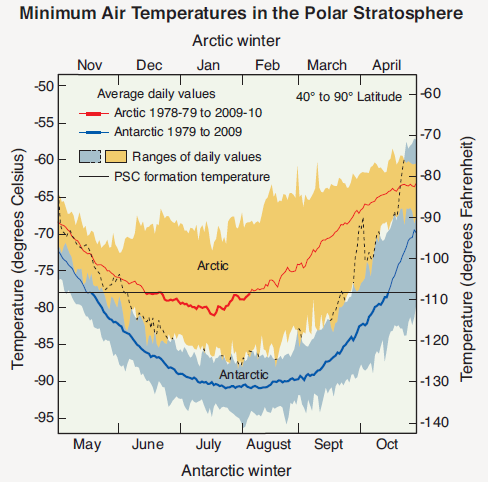 Minimum Air Temperatures in the Polar Stratosphere
Arctic winter
Nov Dec Jan Feb March April
Average daily values
Arctic 1978-79 to 2009-10
Antarctic 1979 to 2009
Ranges of daily values
PSC formation temperature
40° to 90° Latitude
Temperature (degrees Celsius)
-50
-55
-60
-65
-70
-75
-80
-85
-90
-95
Arctic
Antarctic
-60
-70
-80
-90
-100
-110
-120
-130
-140
Temperature (degrees Fahrenheit)
May June July August Sept Oct
Antarctic winter